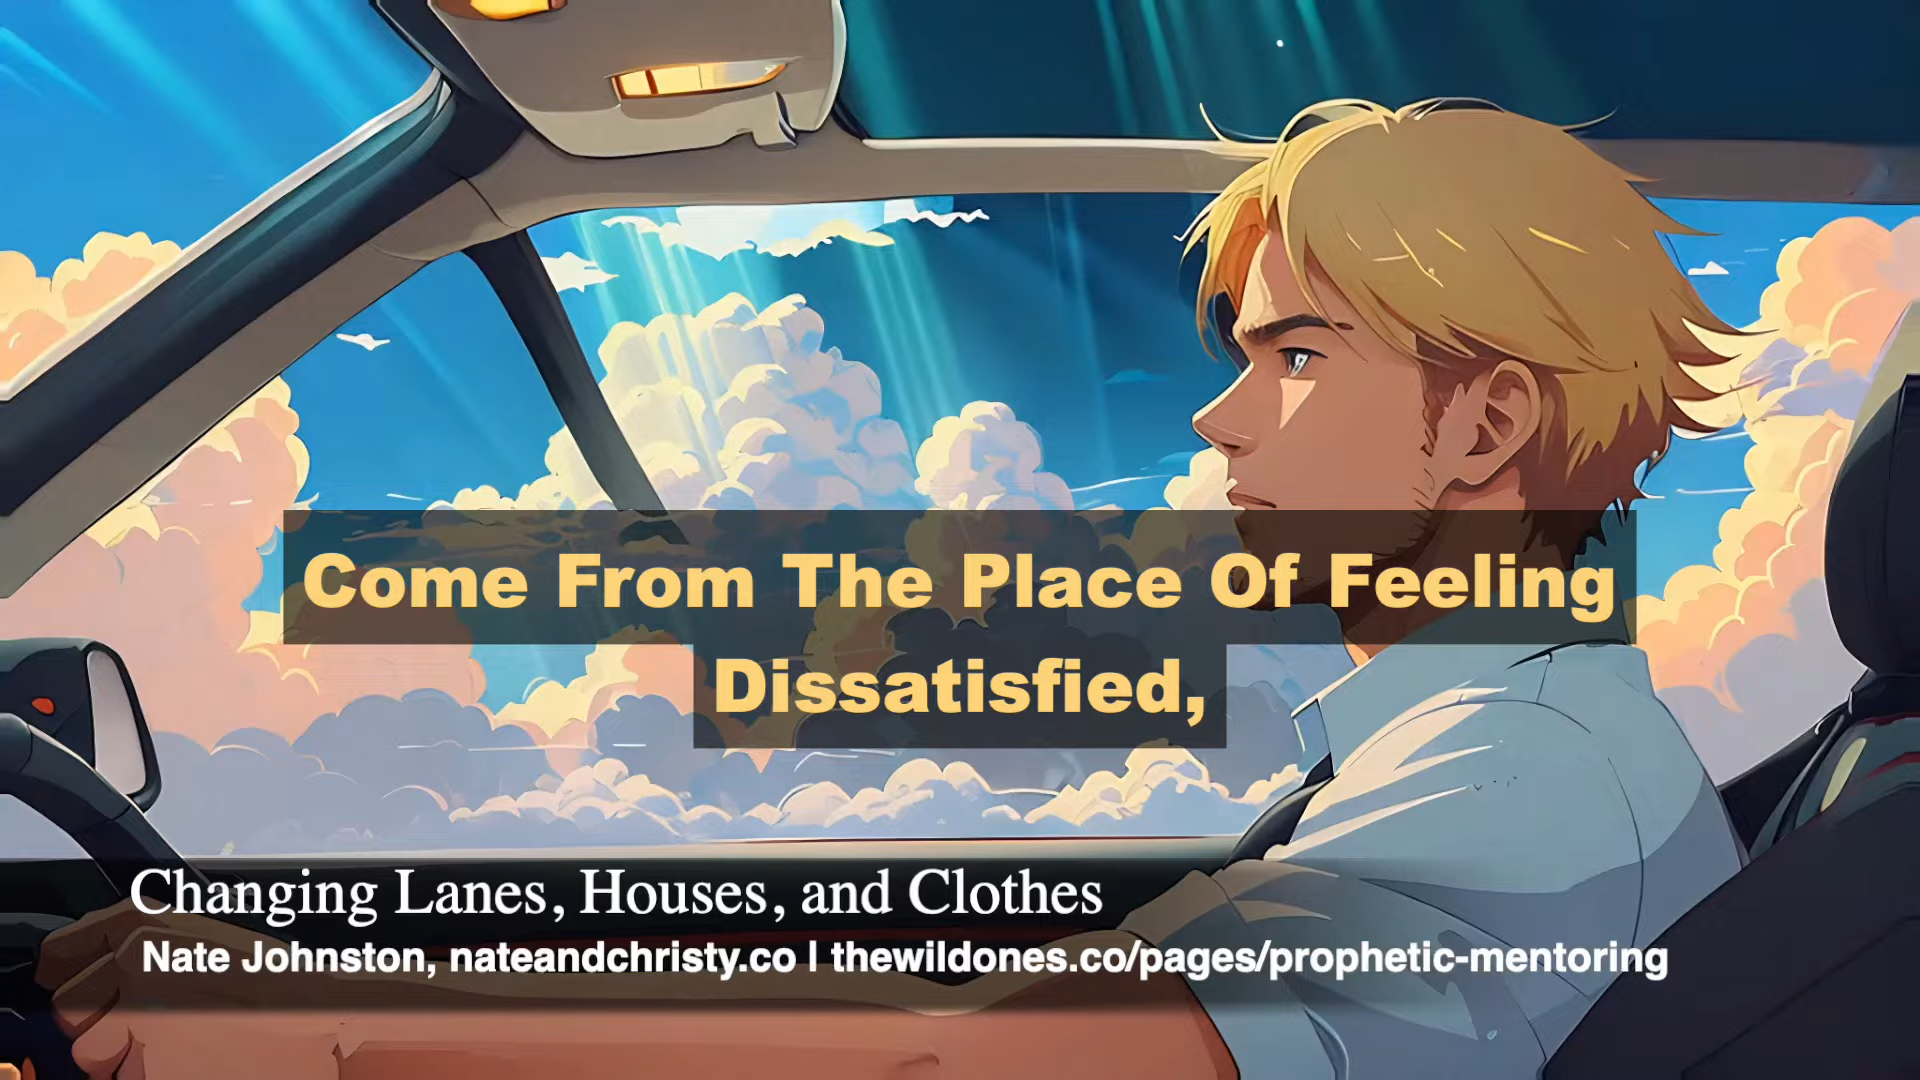 Come From The Place Of Feeling
Dissatisfied,
Changing Lanes, Houses, and Clothes
Nate Johnston, nateandchristy.co | thewildones.co/pages/prophetic-mentoring